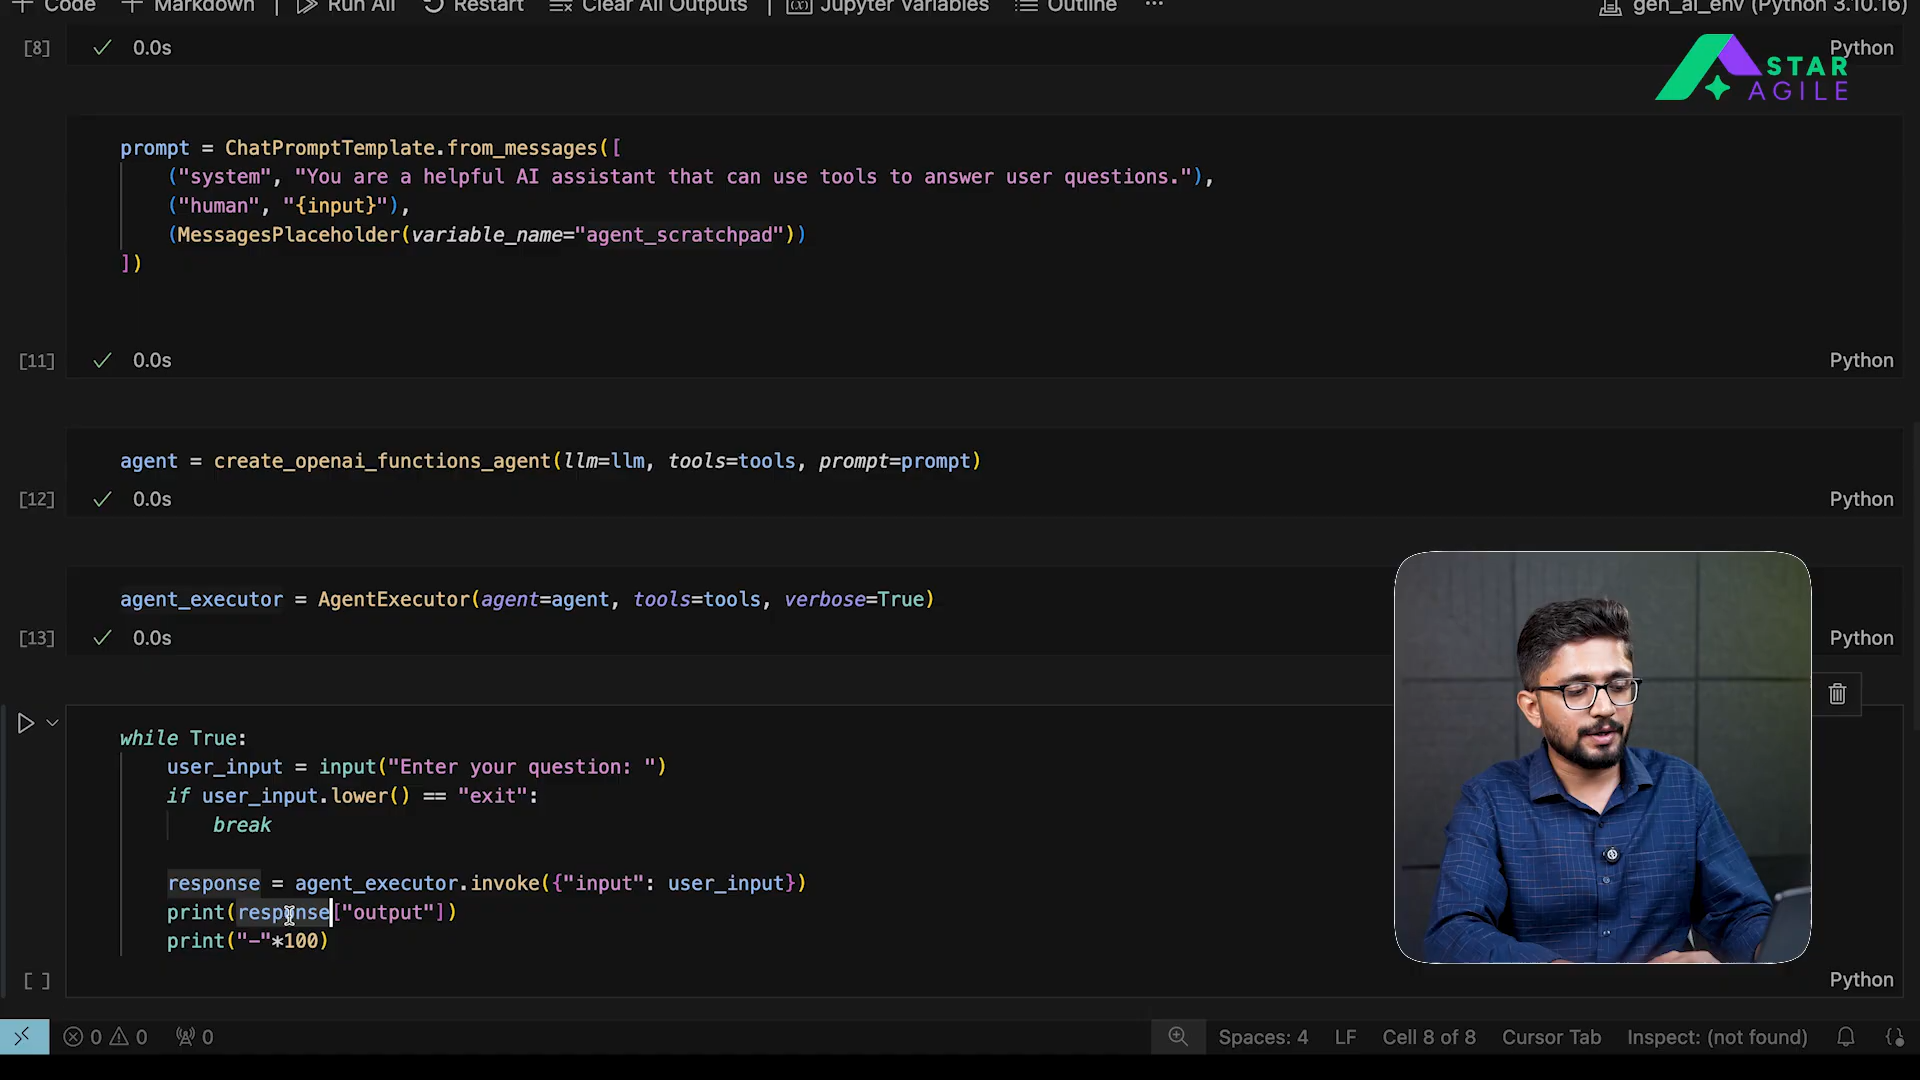 Code
Markdown
Run All
Restart
Clear All Outputs
Jupyter Variables
Outline
...
gen_ai_env (Python 3.10.16)
[8]
0.0s
Python
STAR
AGILE
prompt = ChatPromptTemplate.from_messages([
("system", "You are a helpful AI assistant that can use tools to answer user questions."),
("human", "{input}"),
(MessagesPlaceholder(variable_name="agent_scratchpad"))
])
[11]
0.0s
Python
agent = create_openai_functions_agent(llm=llm, tools=tools, prompt=prompt)
[12]
0.0s
Python
agent_executor = AgentExecutor(agent=agent, tools=tools, verbose=True)
[13]
0.0s
Python
while True:
user_input = input("Enter your question: ")
if user_input.lower() == "exit":
break
response = agent_executor.invoke({"input": user_input})
print(response["output"])
print("-"*100)
[ ]
Python
0
0
0
Spaces: 4
LF
Cell 8 of 8
Cursor Tab
Inspect: (not found)